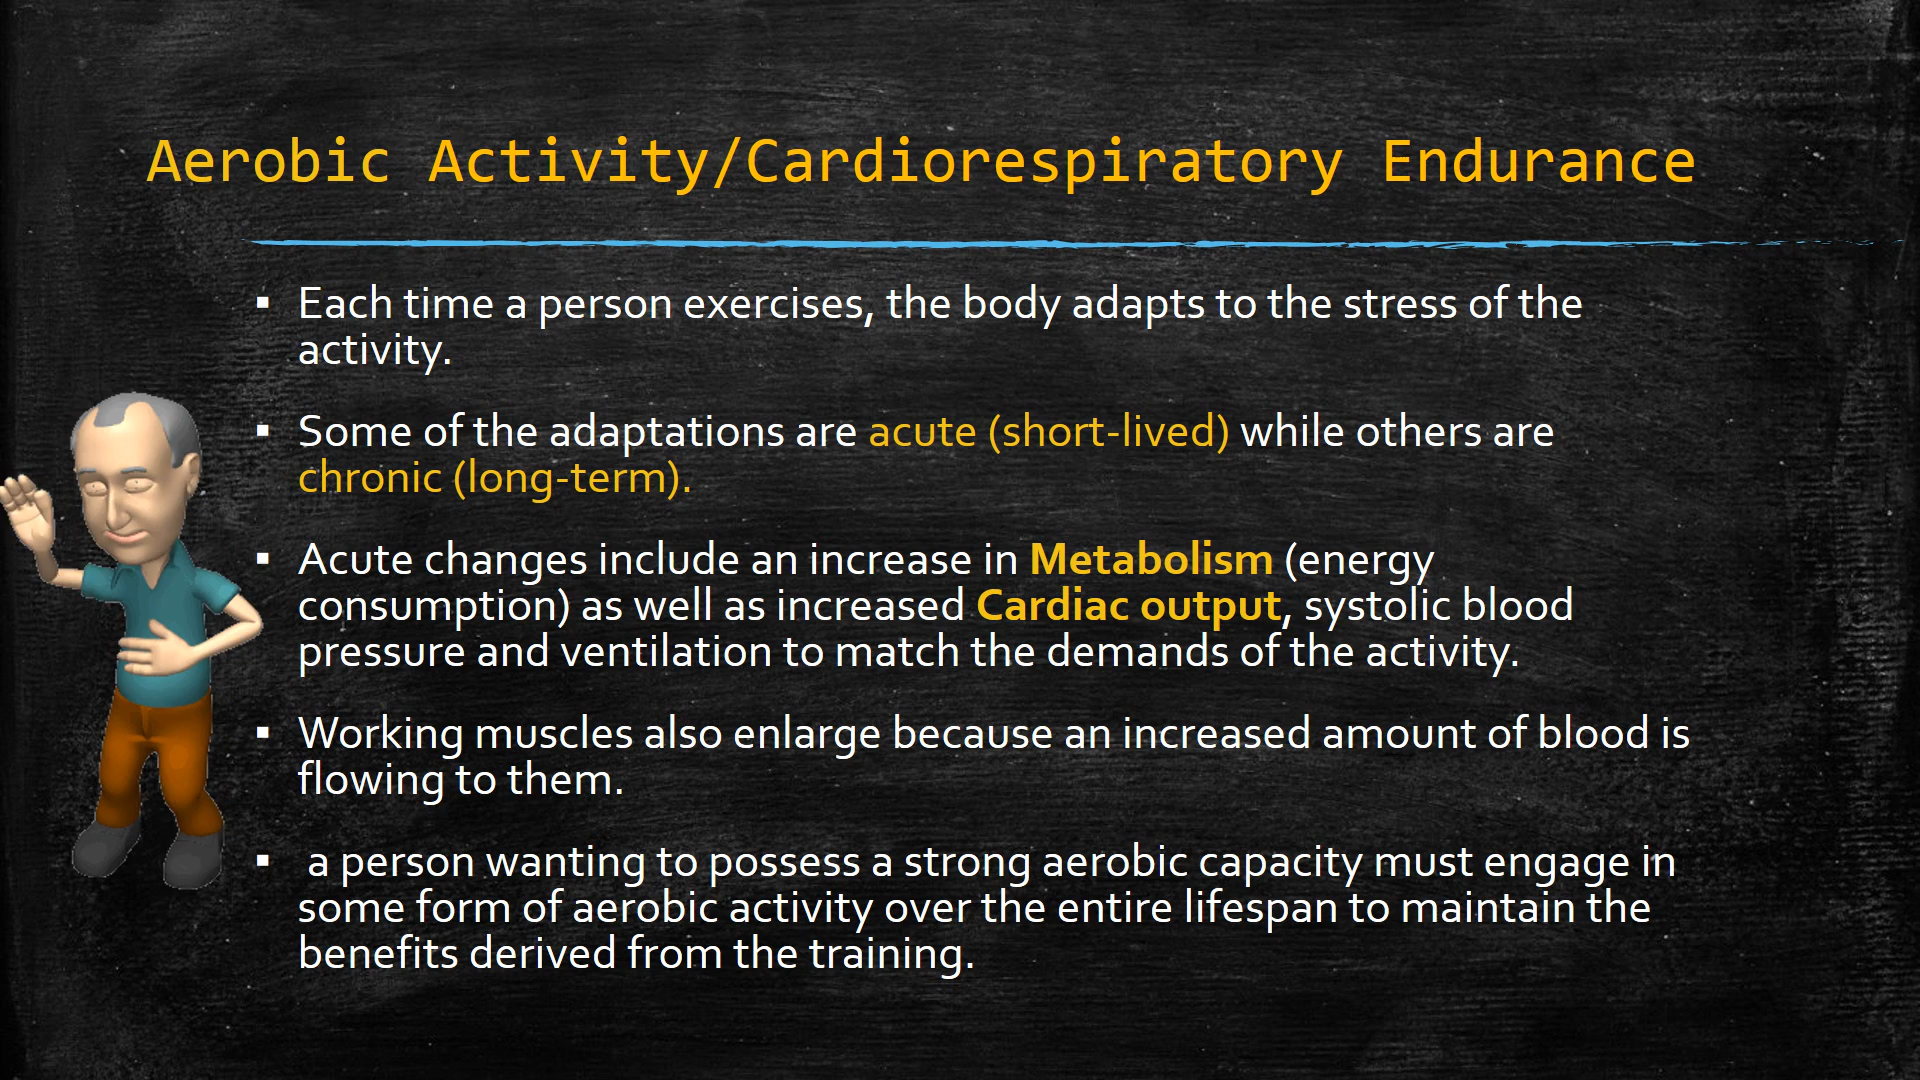 Aerobic Activity/Cardiorespiratory Endurance
▪ Each time a person exercises, the body adapts to the stress of the
activity.
▪ Some of the adaptations are acute (short-lived) while others are
chronic (long-term).
▪ Acute changes include an increase in Metabolism (energy
consumption) as well as increased Cardiac output, systolic blood
pressure and ventilation to match the demands of the activity.
▪ Working muscles also enlarge because an increased amount of blood is
flowing to them.
▪ a person wanting to possess a strong aerobic capacity must engage in
some form of aerobic activity over the entire lifespan to maintain the
benefits derived from the training.